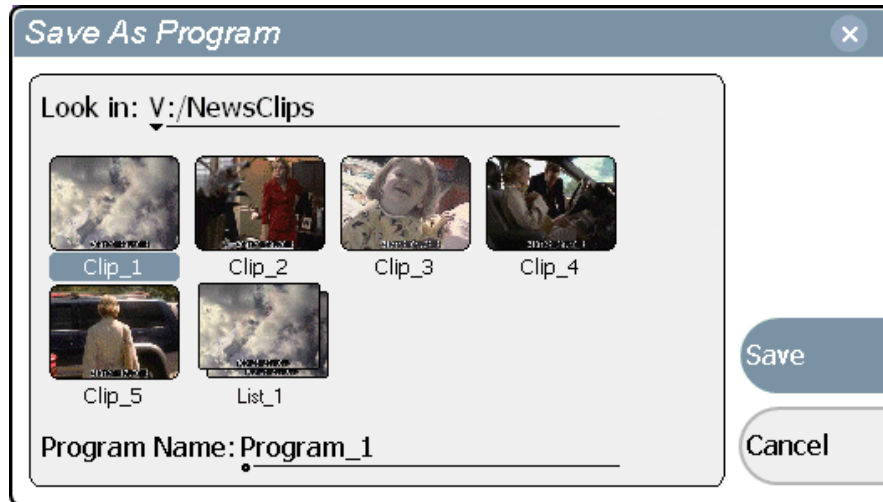 Save As Program
Look in: V:/NewsClips
Clip_1 Clip_2 Clip_3 Clip_4
Clip_5 List_1
Program Name: Program_1
Save
Cancel